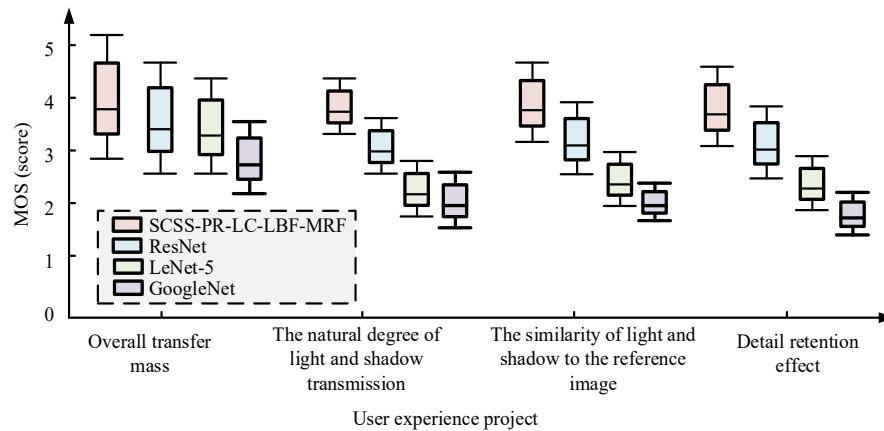 MOS (score)
5
4
3
2
1
0
SCSS-PR-LC-LBF-MRF
ResNet
LeNet-5
GoogleNet
Overall transfer
mass
The natural degree of
light and shadow
transmission
The similarity of light and
shadow to the reference
image
Detail retention
effect
User experience project